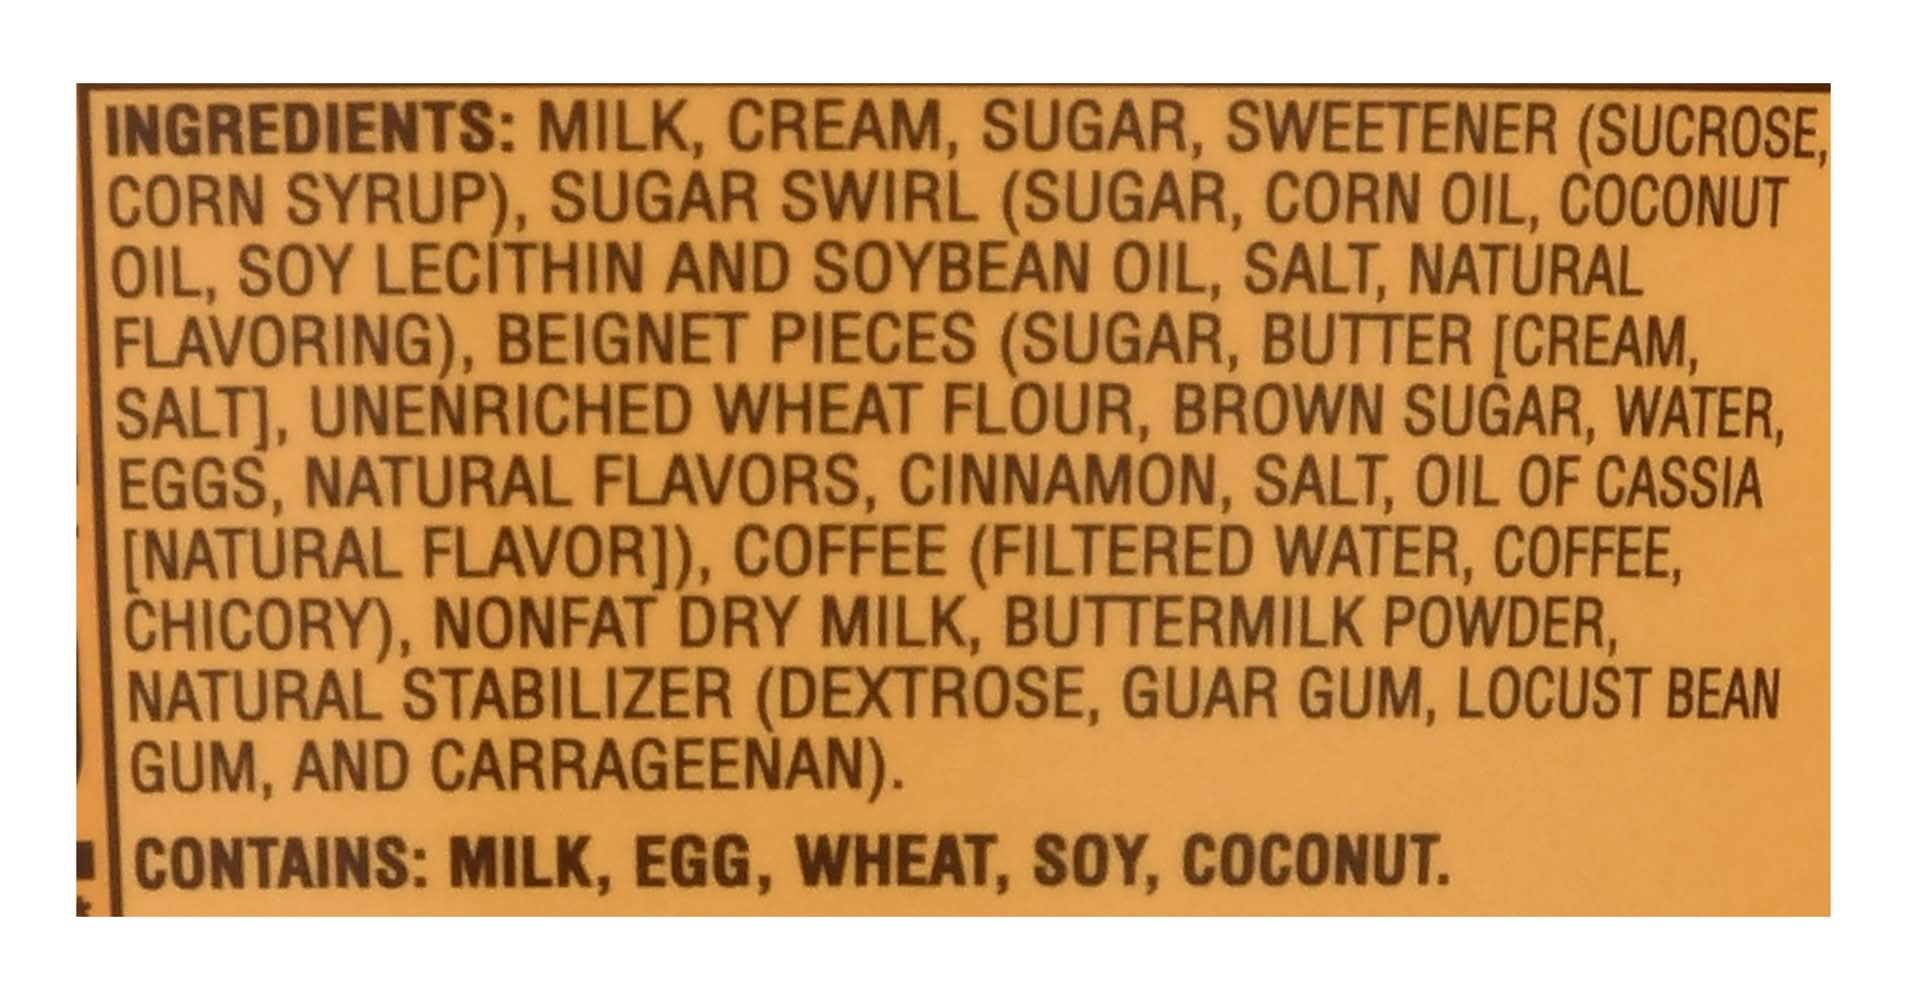 INGREDIENTS: MILK, CREAM, SUGAR, SWEETENER (SUCROSE,
CORN SYRUP), SUGAR SWIRL (SUGAR, CORN OIL, COCONUT
OIL, SOY LECITHIN AND SOYBEAN OIL, SALT, NATURAL
FLAVORING), BEIGNET PIECES (SUGAR, BUTTER [CREAM,
SALT], UNENRICHED WHEAT FLOUR, BROWN SUGAR, WATER,
EGGS, NATURAL FLAVORS, CINNAMON, SALT, OIL OF CASSIA
[NATURAL FLAVOR]), COFFEE (FILTERED WATER, COFFEE,
CHICORY), NONFAT DRY MILK, BUTTERMILK POWDER,
NATURAL STABILIZER (DEXTROSE, GUAR GUM, LOCUST BEAN
GUM, AND CARRAGEENAN).
CONTAINS: MILK, EGG, WHEAT, SOY, COCONUT.